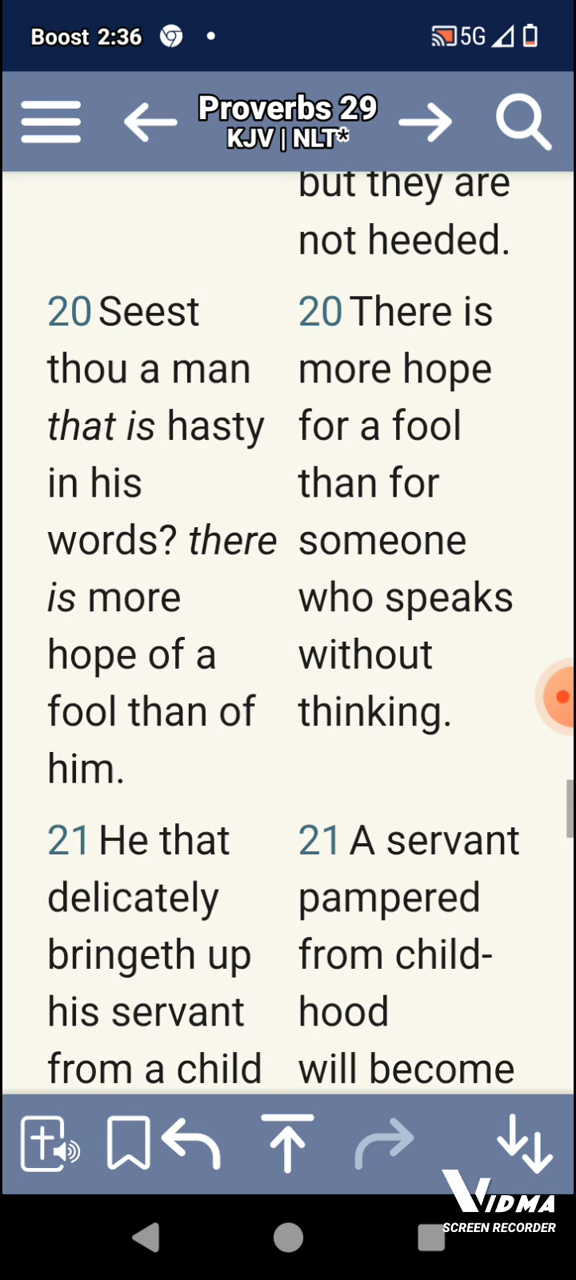 Boost 2:36
5G
Proverbs 29
KJV | NLT*
but they are
not heeded.
20 Seest
thou a man
that is hasty
in his
words? there
is more
hope of a
fool than of
him.
20 There is
more hope
for a fool
than for
someone
who speaks
without
thinking.
21 He that
delicately
bringeth up
his servant
from a child
21 A servant
pampered
from child-
hood
will become
VIDMA
SCREEN RECORDER